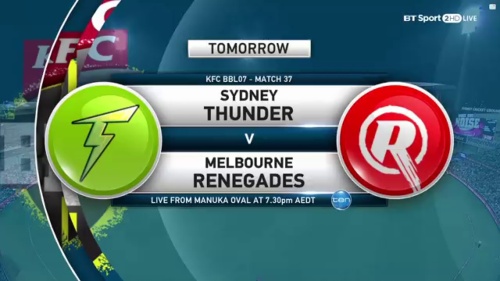 BT Sport 2HD LIVE
KFC
TOMORROW
KFC BBL07 - MATCH 37
SYDNEY
THUNDER
V
MELBOURNE
RENEGADES
R
LIVE FROM MANUKA OVAL AT 7.30pm AEDT
ten
NOISE